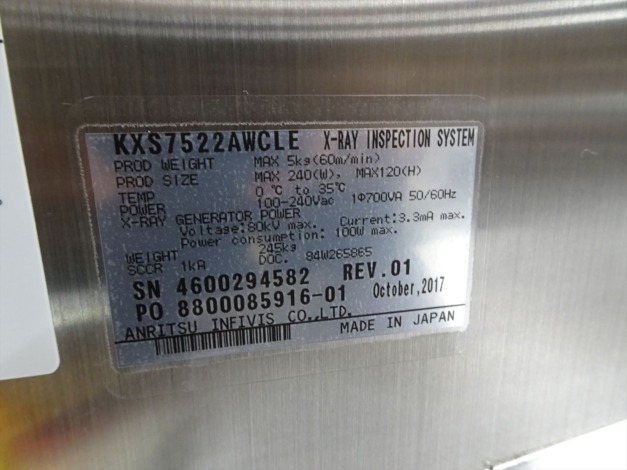 KXS7522AWCLE X-RAY INSPECTION SYSTEM
PROD WEIGHT MAX 5kg(60m/min)
PROD SIZE MAX 240(W), MAX120(H)
TEMP 0 ℃ to 35℃
POWER 100-240Vac 1Φ700VA 50/60Hz
X-RAY GENERATOR POWER
Voltage:80kV max. Current:3.3mA max.
Power consumption: 100W max.
WEIGHT 245kg
SCCR 1kA DOC. 84W265865
SN 4600294582 REV.01
PO 8800085916-01 October,2017
ANRITSU INFIVIS CO.,LTD.
MADE IN JAPAN